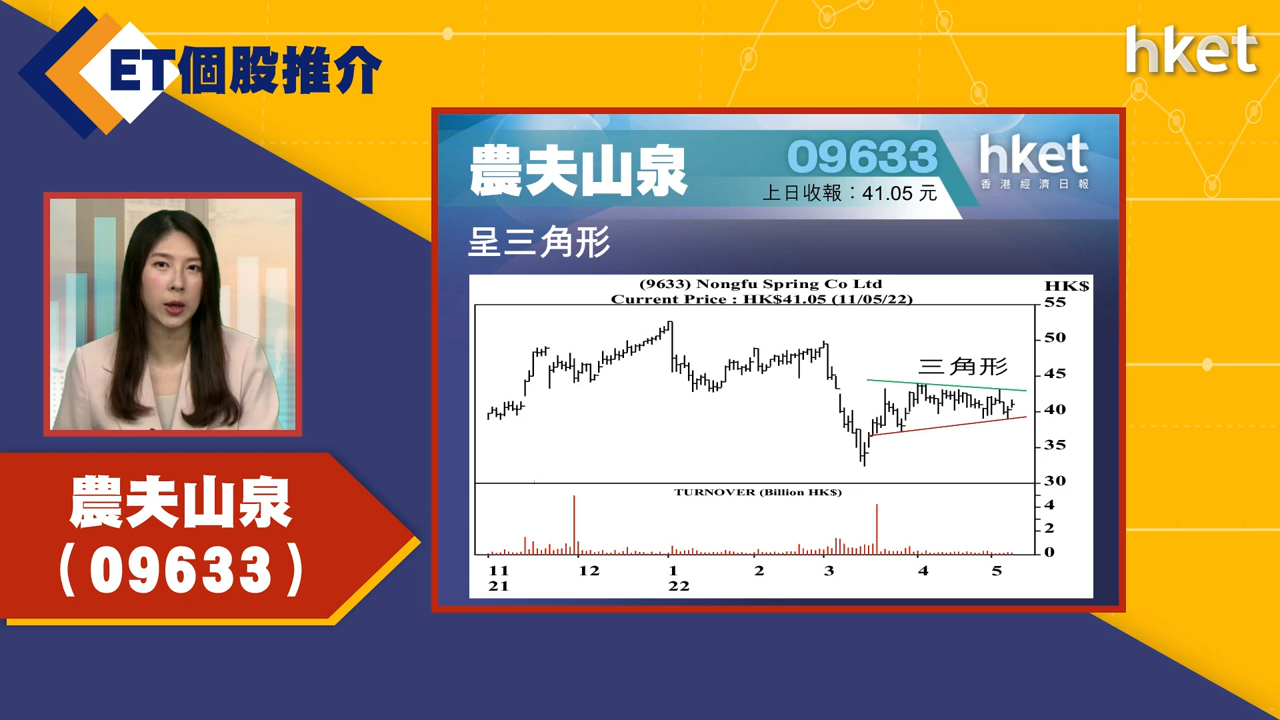 ET個股推介
hket
農夫山泉
09633
hket
香港經濟日報
上日收報：41.05 元
呈三角形
(9633) Nongfu Spring Co Ltd
Current Price : HK$41.05 (11/05/22)
HK$
55
50
45
40
35
30
三角形
TURNOVER (Billion HK$)
4
2
0
11 12 1 2 3 4 5
21 22
農夫山泉
（09633）